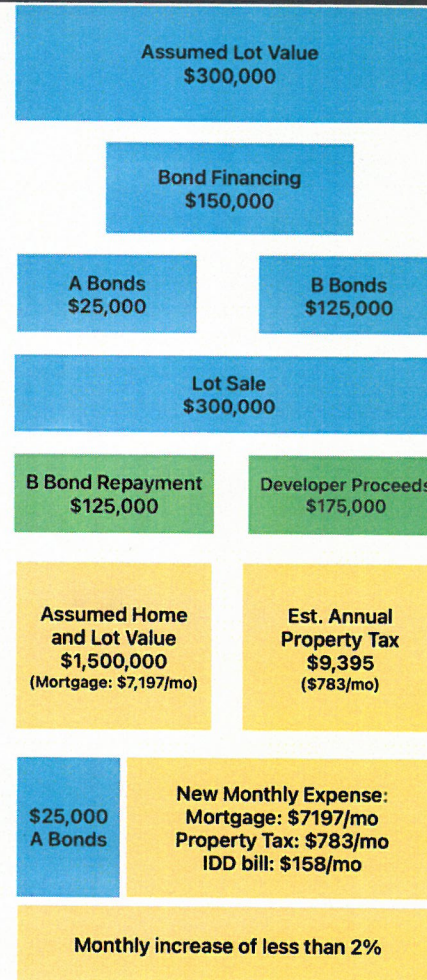 Assumed Lot Value
$300,000
Bond Financing
$150,000
A Bonds
$25,000
B Bonds
$125,000
Lot Sale
$300,000
B Bond Repayment
$125,000
Developer Proceeds
$175,000
Assumed Home
and Lot Value
$1,500,000
(Mortgage: $7,197/mo)
Est. Annual
Property Tax
$9,395
($783/mo)
$25,000
A Bonds
New Monthly Expense:
Mortgage: $7197/mo
Property Tax: $783/mo
IDD bill: $158/mo
Monthly increase of less than 2%